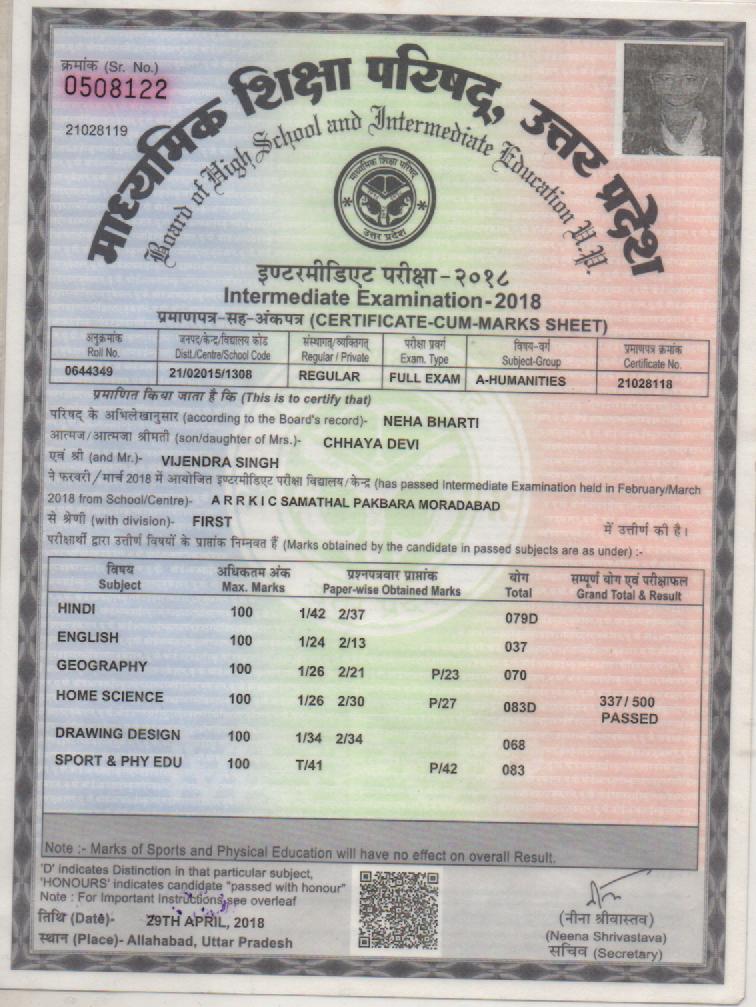 क्रमांक (Sr. No.)
0508122
21028119
माध्यमिक शिक्षा परिषद्, उत्तर प्रदेश
Board of High School and Intermediate Education U.P.
माध्यमिक शिक्षा परिषद्
उत्तर प्रदेश
इण्टरमीडिएट परीक्षा-२०१८
Intermediate Examination-2018
प्रमाणपत्र-सह-अंकपत्र (CERTIFICATE-CUM-MARKS SHEET)
अनुक्रमांक जनपद/केन्द्र/विद्यालय कोड संस्थागत/व्यक्तिगत परीक्षा प्रवर्ग विषय-वर्ग प्रमाणपत्र क्रमांक
Roll No. Distt./Centre/School Code Regular / Private Exam. Type Subject-Group Certificate No.
0644349 21/02015/1308 REGULAR FULL EXAM A-HUMANITIES 21028118
प्रमाणित किया जाता है कि (This is to certify that)
परिषद् के अभिलेखानुसार (according to the Board's record)- NEHA BHARTI
आत्मज/आत्मजा श्रीमती (son/daughter of Mrs.)- CHHAYA DEVI
एवं श्री (and Mr.)- VIJENDRA SINGH
ने फरवरी/मार्च 2018 में आयोजित इण्टरमीडिएट परीक्षा विद्यालय/केन्द्र (has passed Intermediate Examination held in February/March
2018 from School/Centre)- A R R K I C SAMATHAL PAKBARA MORADABAD
से श्रेणी (with division)- FIRST में उत्तीर्ण की है।
परीक्षार्थी द्वारा उत्तीर्ण विषयों के प्राप्तांक निम्नवत हैं (Marks obtained by the candidate in passed subjects are as under) :-
विषय अधिकतम अंक प्रश्नपत्रवार प्राप्तांक योग सम्पूर्ण योग एवं परीक्षाफल
Subject Max. Marks Paper-wise Obtained Marks Total Grand Total & Result
HINDI 100 1/42 2/37 079D
ENGLISH 100 1/24 2/13 037
GEOGRAPHY 100 1/26 2/21 P/23 070
HOME SCIENCE 100 1/26 2/30 P/27 083D 337/ 500
PASSED
DRAWING DESIGN 100 1/34 2/34 068
SPORT & PHY EDU 100 T/41 P/42 083
Note :- Marks of Sports and Physical Education will have no effect on overall Result.
'D' indicates Distinction in that particular subject,
'HONOURS' indicates candidate "passed with honour"
Note : For Important Instructions see overleaf
तिथि (Date)- 29TH APRIL, 2018
स्थान (Place)- Allahabad, Uttar Pradesh
(नीना श्रीवास्तव)
(Neena Shrivastava)
सचिव (Secretary)